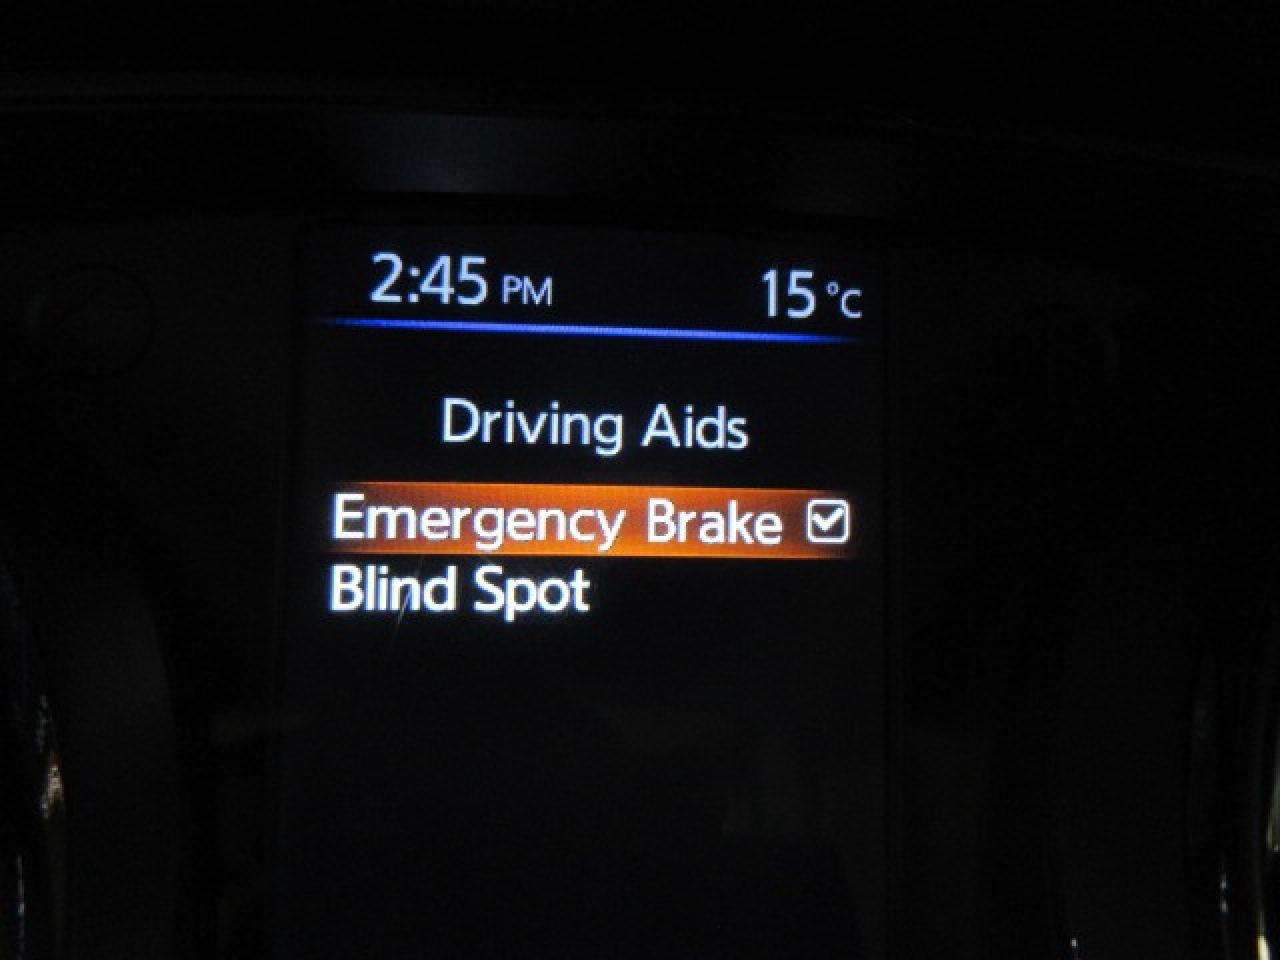 2:45 PM 15 °C
Driving Aids
Emergency Brake
Blind Spot